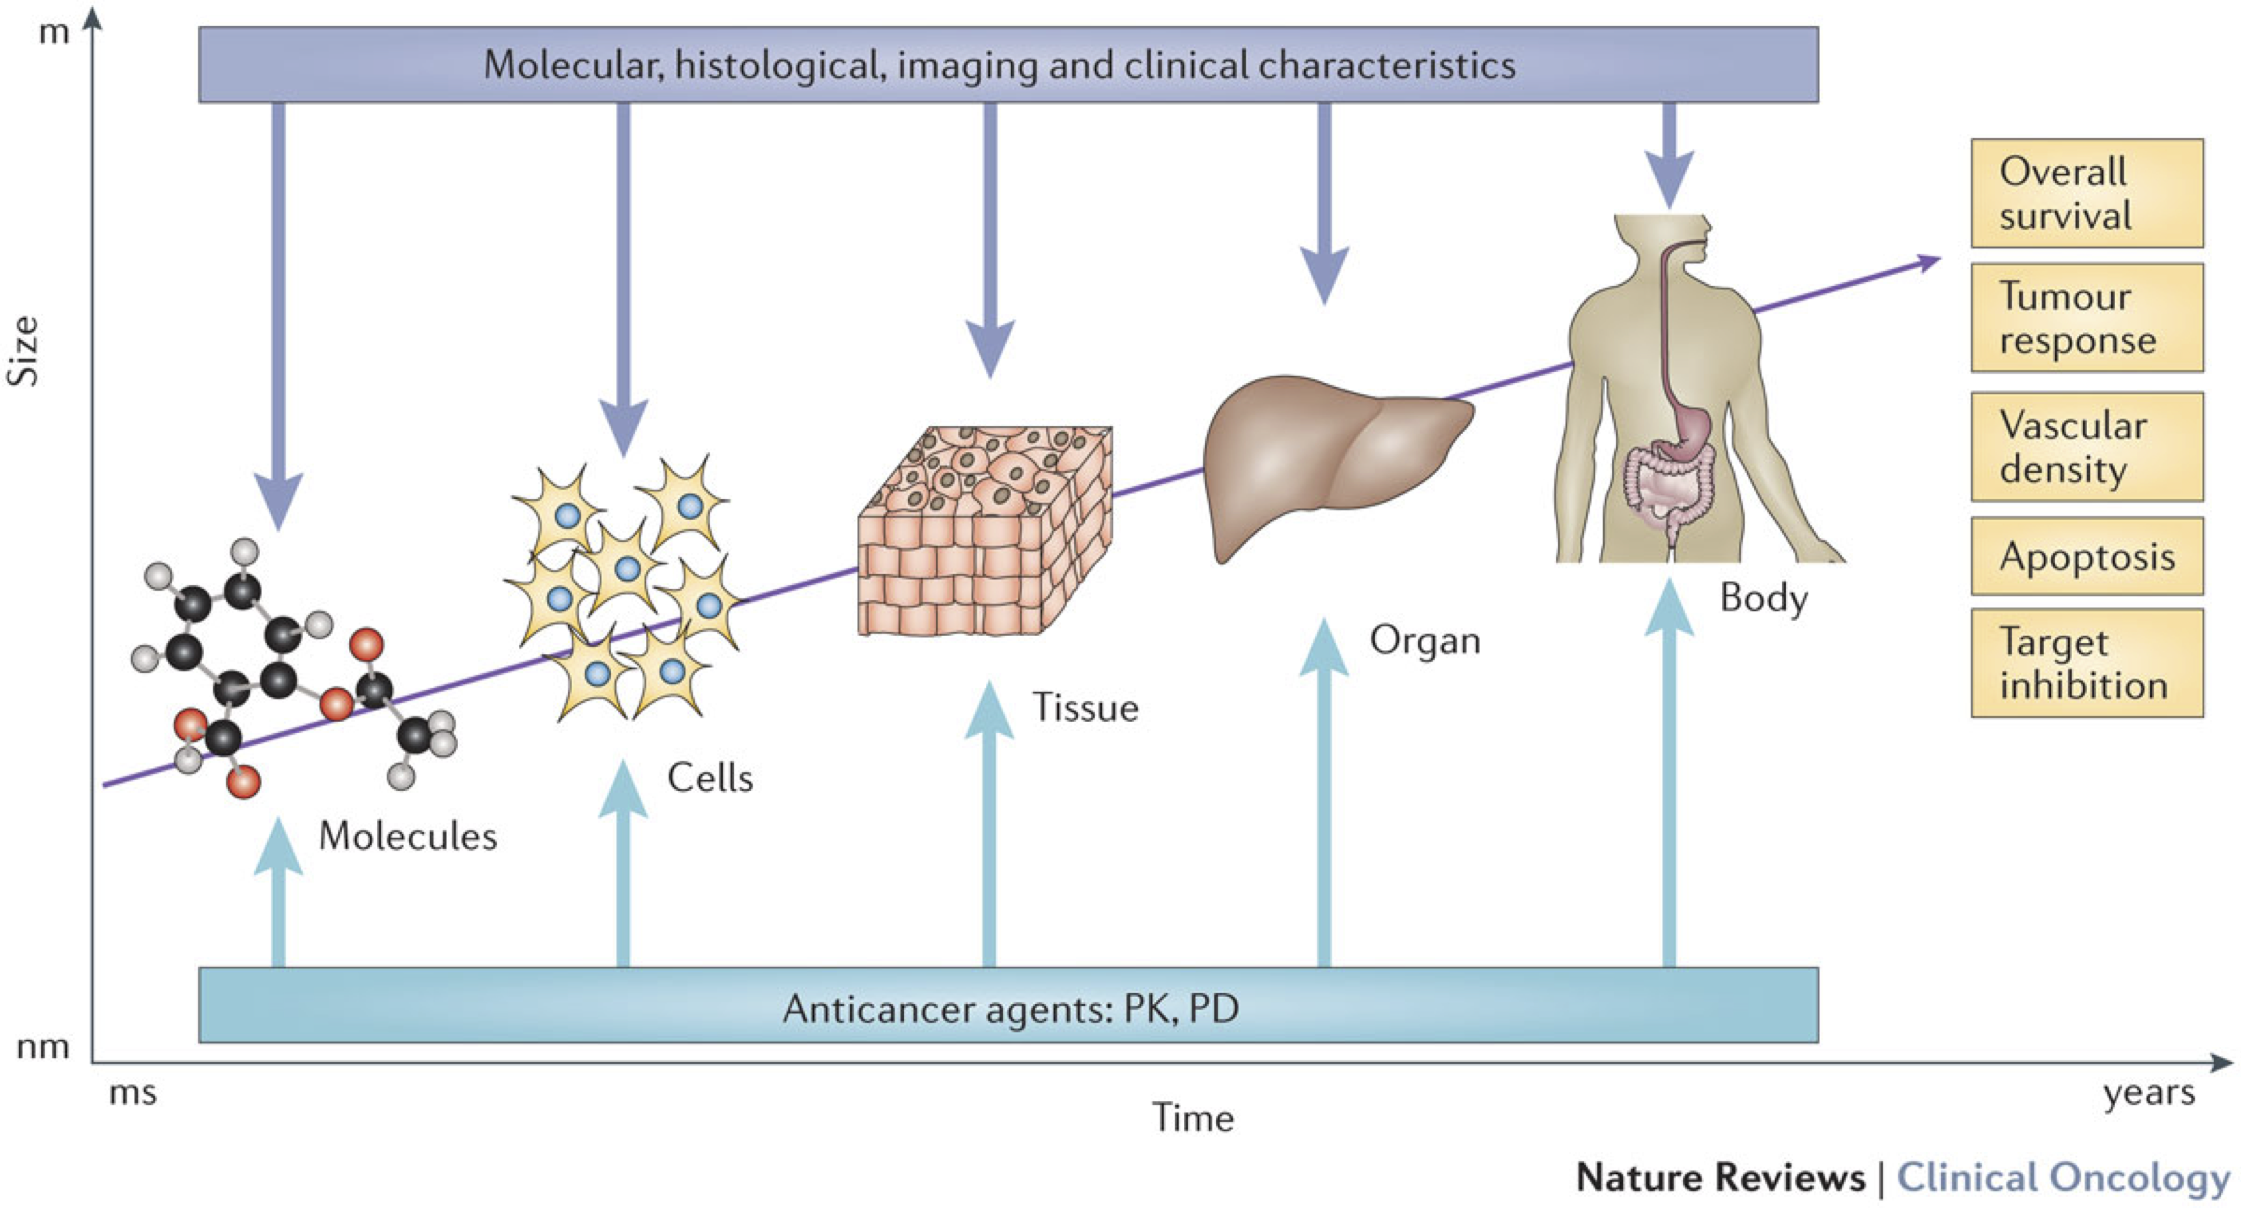 m
Molecular, histological, imaging and clinical characteristics
Size
Overall
survival
Tumour
response
Vascular
density
Apoptosis
Target
inhibition
Body
Organ
Tissue
Cells
Molecules
Anticancer agents: PK, PD
nm
ms
years
Time
Nature Reviews | Clinical Oncology